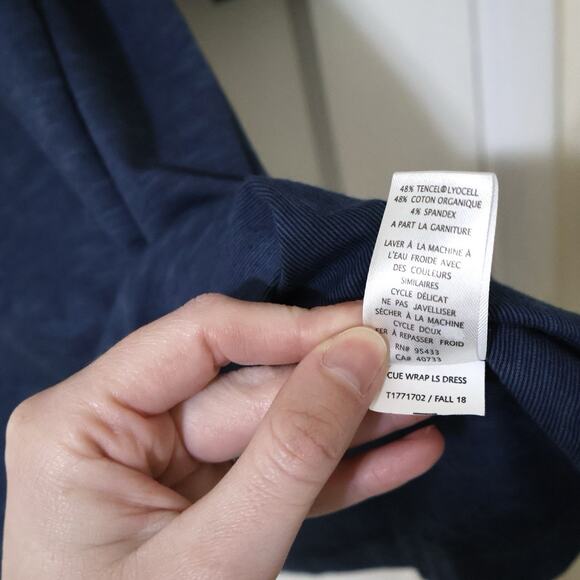 48% TENCEL®LYOCELL
48% COTON ORGANIQUE
4% SPANDEX
A PART LA GARNITURE
LAVER À LA MACHINE À
L'EAU FROIDE AVEC
DES COULEURS
SIMILAIRES
CYCLE DÉLICAT
NE PAS JAVELLISER
SÉCHER À LA MACHINE
CYCLE DOUX
FER À REPASSER FROID
RN# 95433
CA# 40733
CUE WRAP LS DRESS
T1771702 / FALL 18